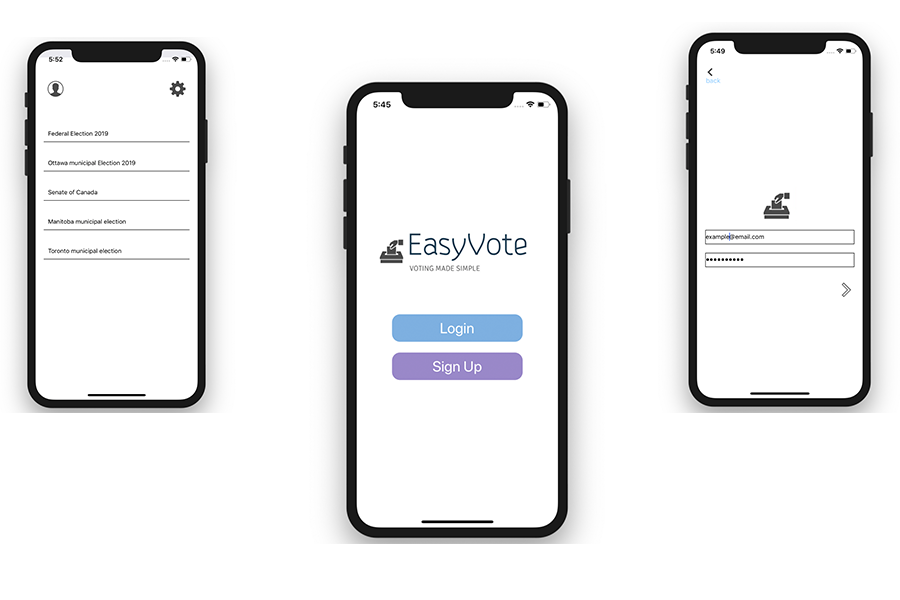 5:52
Federal Election 2019
Ottawa municipal Election 2019
Senate of Canada
Manitoba municipal election
Toronto municipal election
5:45
EasyVote
VOTING MADE SIMPLE
Login
Sign Up
5:49
back
example@email.com
••••••••••